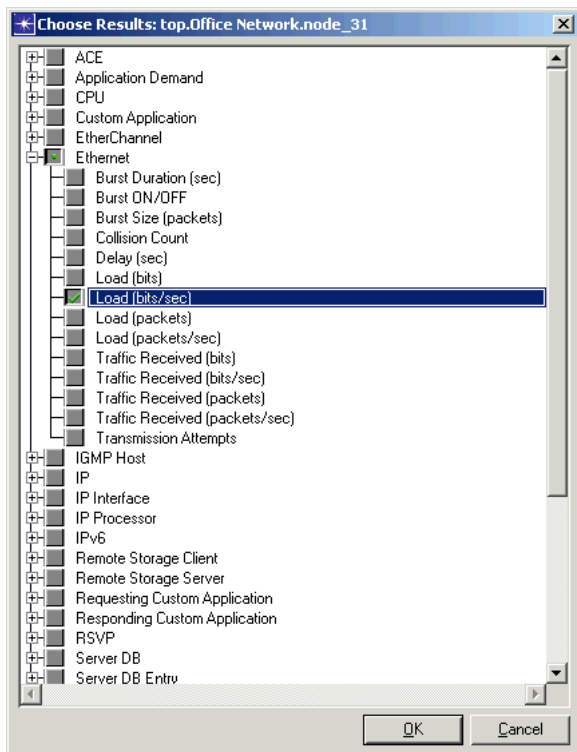 Choose Results: top.Office Network.node_31
ACE
Application Demand
CPU
Custom Application
EtherChannel
Ethernet
Burst Duration (sec)
Burst ON/OFF
Burst Size (packets)
Collision Count
Delay (sec)
Load (bits)
Load (bits/sec)
Load (packets)
Load (packets/sec)
Traffic Received (bits)
Traffic Received (bits/sec)
Traffic Received (packets)
Traffic Received (packets/sec)
Transmission Attempts
IGMP Host
IP
IP Interface
IP Processor
IPv6
Remote Storage Client
Remote Storage Server
Requesting Custom Application
Responding Custom Application
RSVP
Server DB
Server DB Entry
OK Cancel